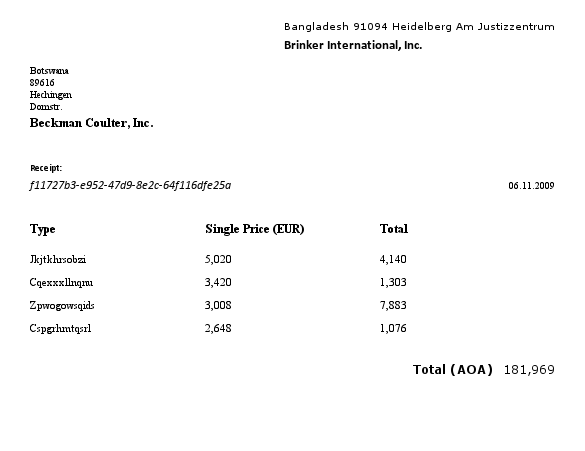 Bangladesh 91094 Heidelberg Am Justizzentrum
Brinker International, Inc.
Botswana
89616
Hechingen
Domstr.
Beckman Coulter, Inc.
Receipt:
f11727b3-e952-47d9-8e2c-64f116dfe25a
06.11.2009
Type Single Price (EUR) Total
Jkjtkhrsobzi 5,020 4,140
Cqexxxllnqnu 3,420 1,303
Zpwogowsqids 3,008 7,883
Cspgrhmtqsrl 2,648 1,076
Total (AOA) 181,969